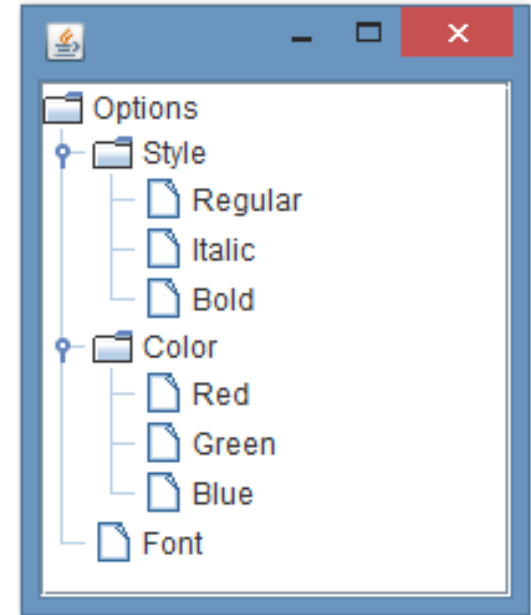 Options
Style
Regular
Italic
Bold
Color
Red
Green
Blue
Font